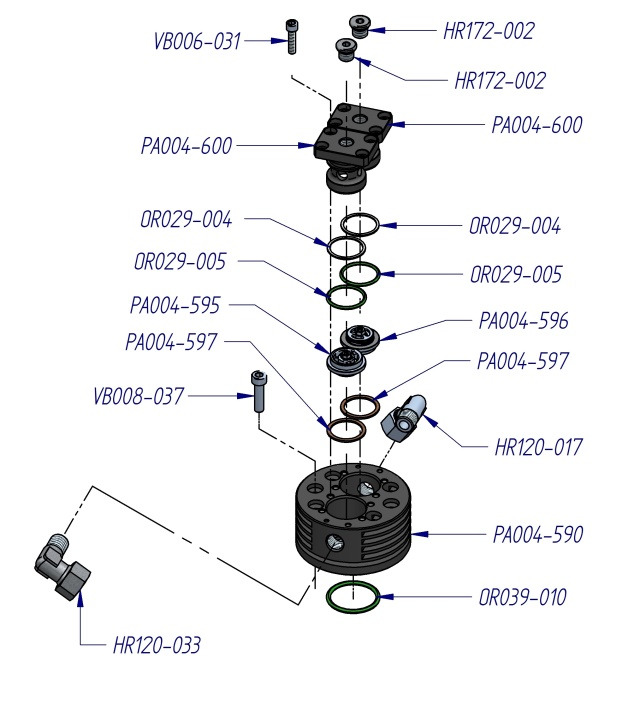 HR172-002
VB006-031
HR172-002
PA004-600
PA004-600
OR029-004
OR029-004
OR029-005
OR029-005
PA004-595
PA004-596
PA004-597
PA004-597
VB008-037
HR120-017
PA004-590
OR039-010
HR120-033